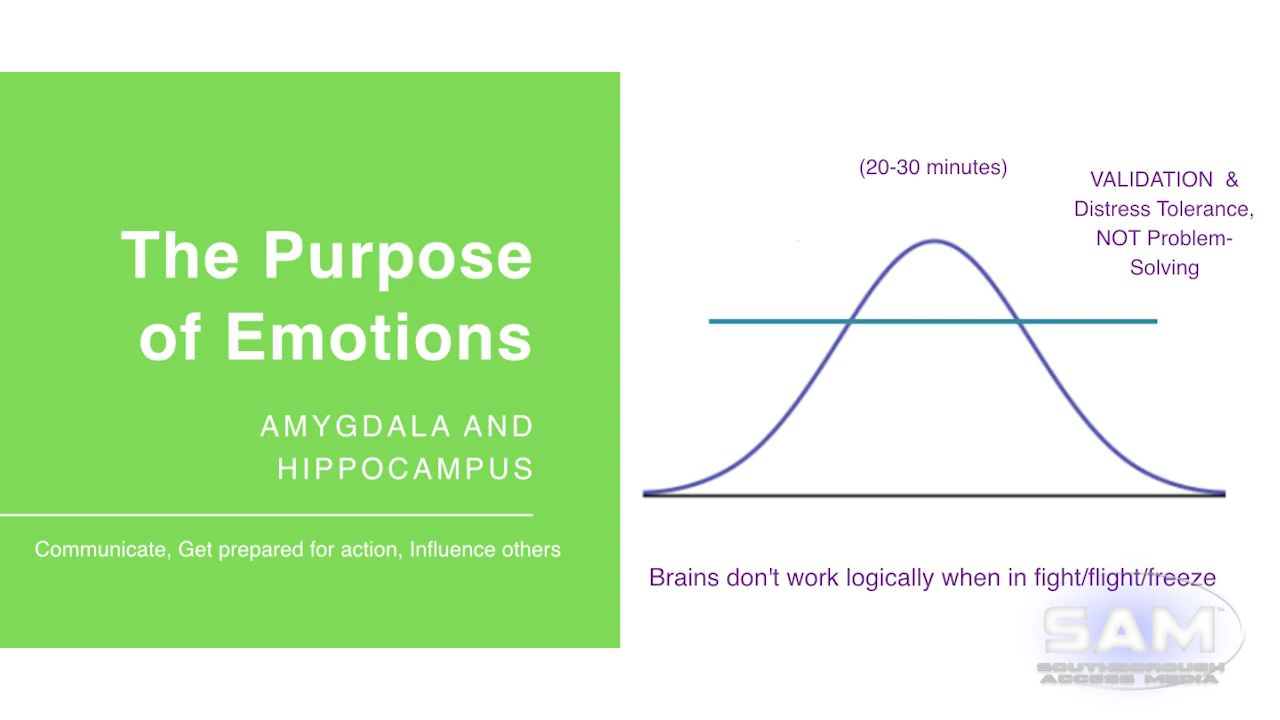 The Purpose
of Emotions
AMYGDALA AND
HIPPOCAMPUS
Communicate, Get prepared for action, Influence others
(20-30 minutes)
VALIDATION &
Distress Tolerance,
NOT Problem-
Solving
Brains don't work logically when in fight/flight/freeze
SAM™
SOUTHBOROUGH
ACCESS MEDIA